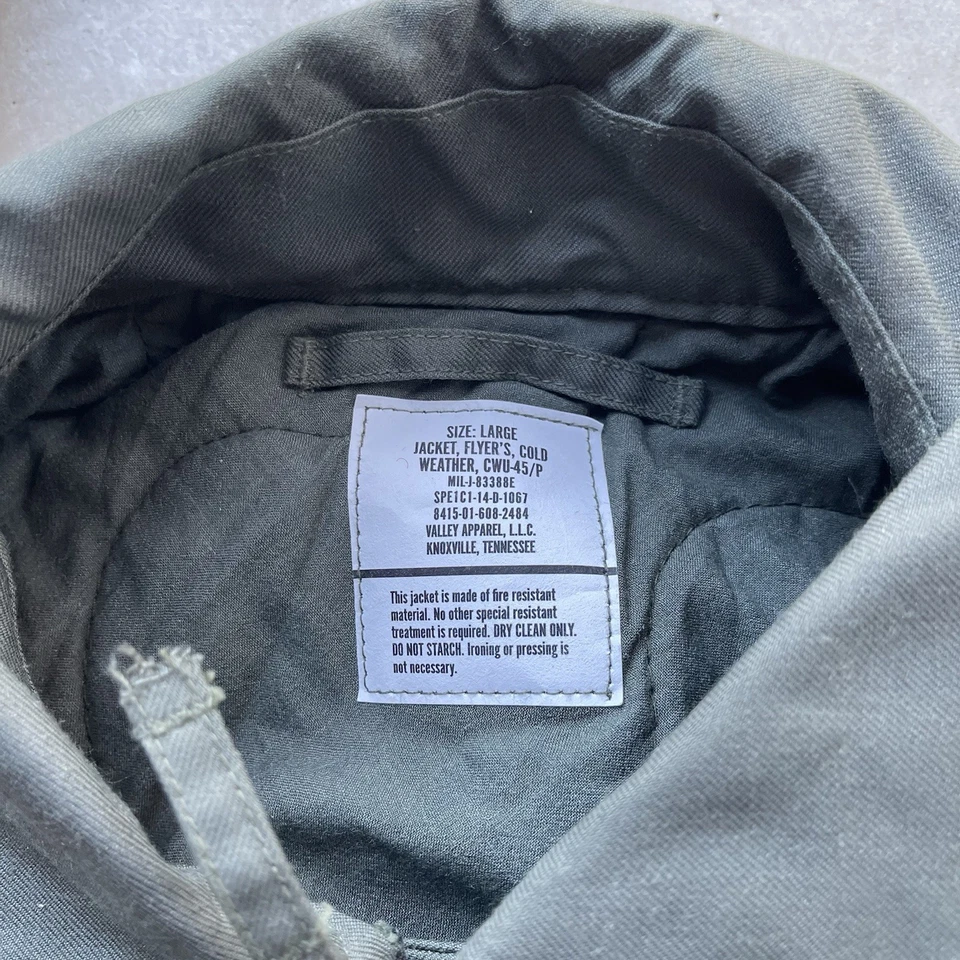 SIZE: LARGE
JACKET, FLYER'S, COLD
WEATHER, CWU-45/P
MIL-J-83388E
SPE1C1-14-D-1067
8415-01-608-2484
VALLEY APPAREL, L.L.C.
KNOXVILLE, TENNESSEE
This jacket is made of fire resistant
material. No other special resistant
treatment is required. DRY CLEAN ONLY.
DO NOT STARCH. Ironing or pressing is
not necessary.